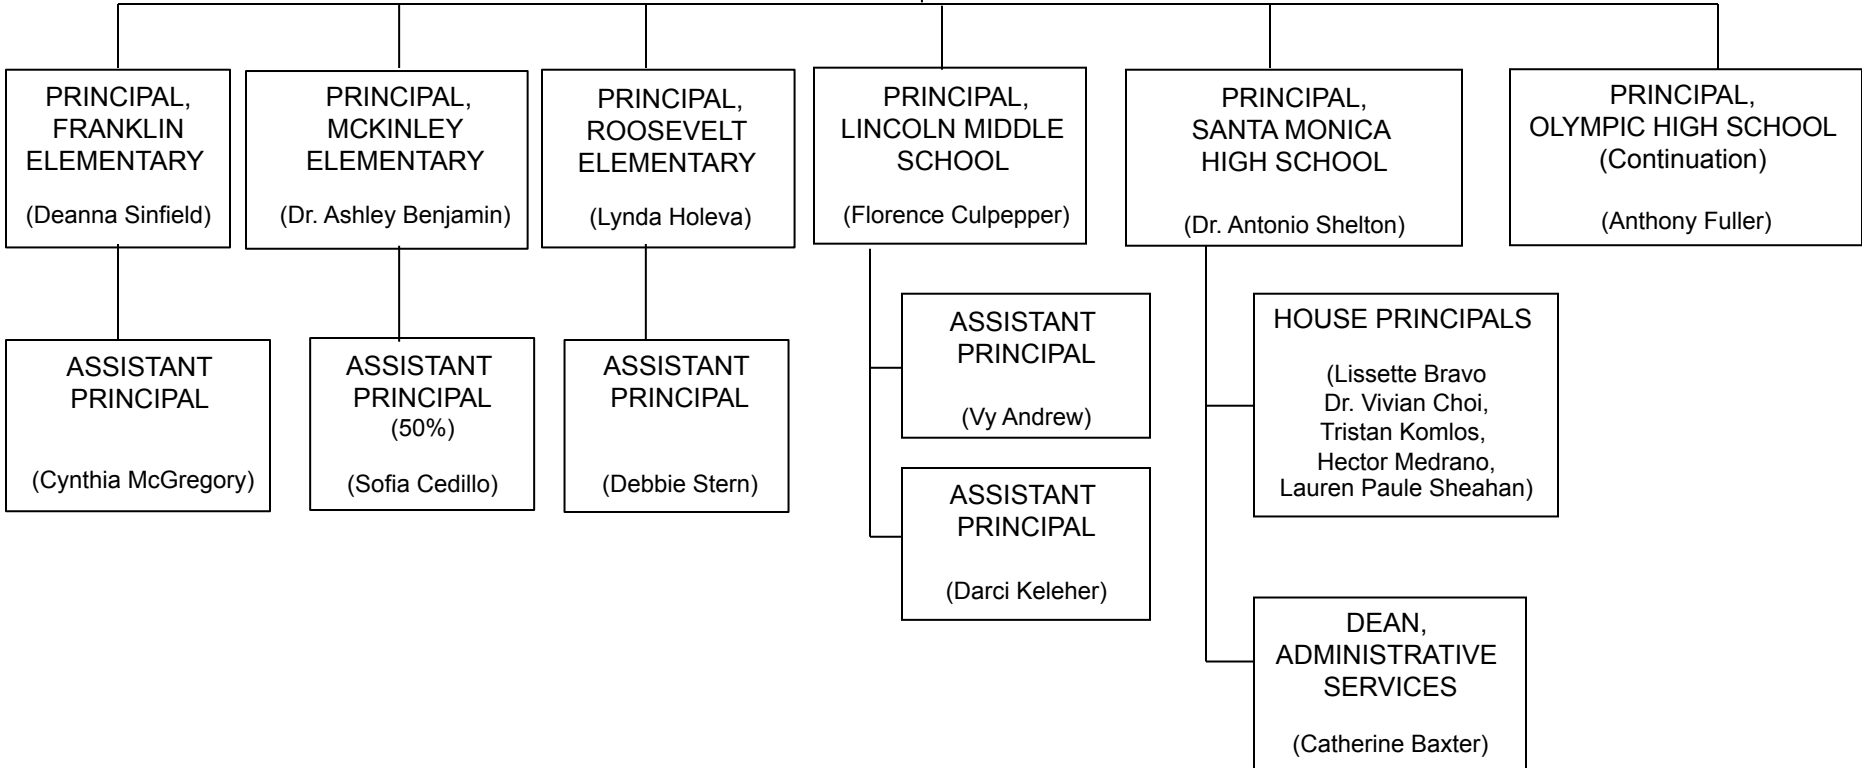 PRINCIPAL,
FRANKLIN
ELEMENTARY
(Deanna Sinfield)
PRINCIPAL,
MCKINLEY
ELEMENTARY
(Dr. Ashley Benjamin)
PRINCIPAL,
ROOSEVELT
ELEMENTARY
(Lynda Holeva)
PRINCIPAL,
LINCOLN MIDDLE
SCHOOL
(Florence Culpepper)
PRINCIPAL,
SANTA MONICA
HIGH SCHOOL
(Dr. Antonio Shelton)
PRINCIPAL,
OLYMPIC HIGH SCHOOL
(Continuation)
(Anthony Fuller)
ASSISTANT
PRINCIPAL
(Cynthia McGregory)
ASSISTANT
PRINCIPAL
(50%)
(Sofia Cedillo)
ASSISTANT
PRINCIPAL
(Debbie Stern)
ASSISTANT
PRINCIPAL
(Vy Andrew)
ASSISTANT
PRINCIPAL
(Darci Keleher)
HOUSE PRINCIPALS
(Lissette Bravo
Dr. Vivian Choi,
Tristan Komlos,
Hector Medrano,
Lauren Paule Sheahan)
DEAN,
ADMINISTRATIVE
SERVICES
(Catherine Baxter)